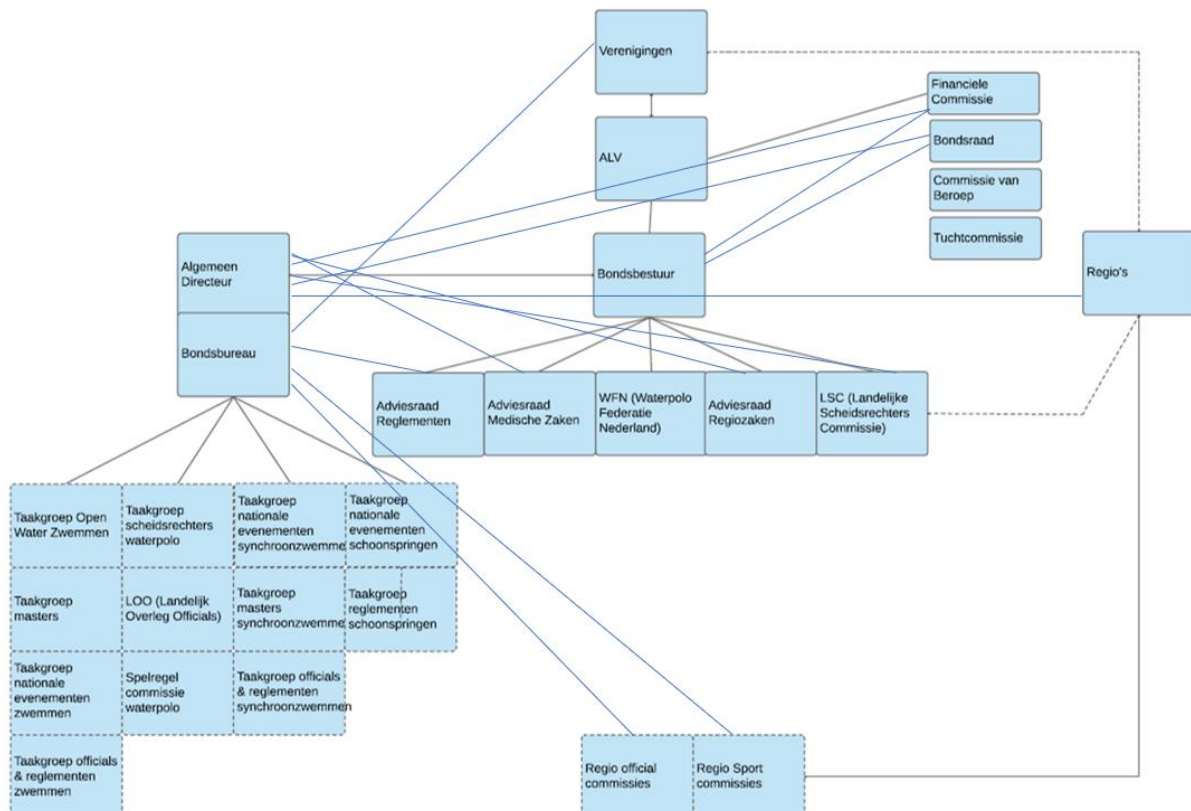 Verenigingen
Financiele
Commissie
ALV
Bondsraad
Commissie van
Beroep
Tuchtcommissie
Algemeen
Directeur
Bondsbestuur
Regio's
Bondsbureau
Adviesraad
Reglementen
Adviesraad
Medische Zaken
WFN (Waterpolo
Federatie
Nederland)
Adviesraad
Regiozaken
LSC (Landelijke
Scheidsrechters
Commissie)
Taakgroep Open
Water Zwemmen
Taakgroep
scheidsrechters
waterpolo
Taakgroep
nationale
evenementen
synchroonzwemme
Taakgroep
nationale
evenementen
schoonspringen
Taakgroep
masters
LOO (Landelijk
Overleg Officials)
Taakgroep
masters
synchroonzwemme
Taakgroep
reglementen
schoonspringen
Taakgroep
nationale
evenementen
zwemmen
Spelregel
commissie
waterpolo
Taakgroep officials
& reglementen
synchroonzwemmen
Taakgroep officials
& reglementen
zwemmen
Regio official
commissies
Regio Sport
commissies